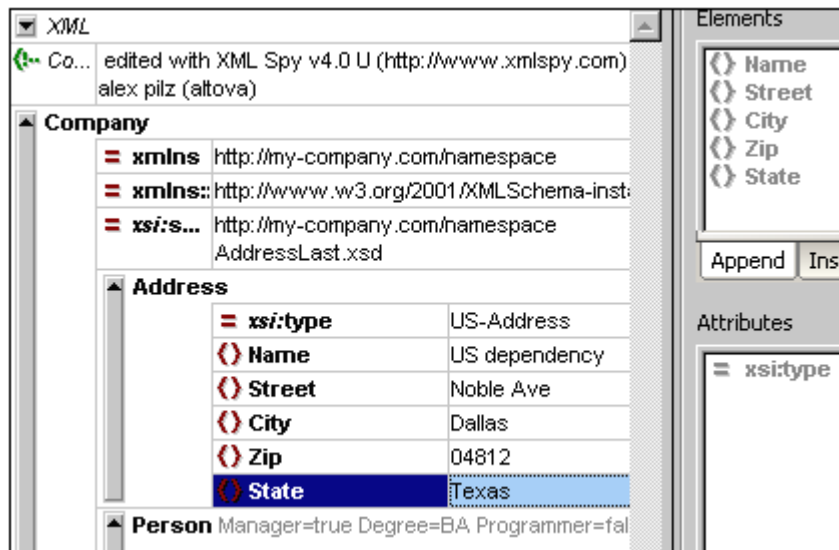 XML
Co... edited with XML Spy v4.0 U (http://www.xmlspy.com)
alex pilz (altova)
Company
= xmlns http://my-company.com/namespace
= xmlns: http://www.w3.org/2001/XMLSchema-inst
= xsi:s... http://my-company.com/namespace
AddressLast.xsd
Address
= xsi:type US-Address
Name US dependency
Street Noble Ave
City Dallas
Zip 04812
State Texas
Person Manager=true Degree=BA Programmer=fal
Elements
Name
Street
City
Zip
State
Append Ins
Attributes
= xsi:type